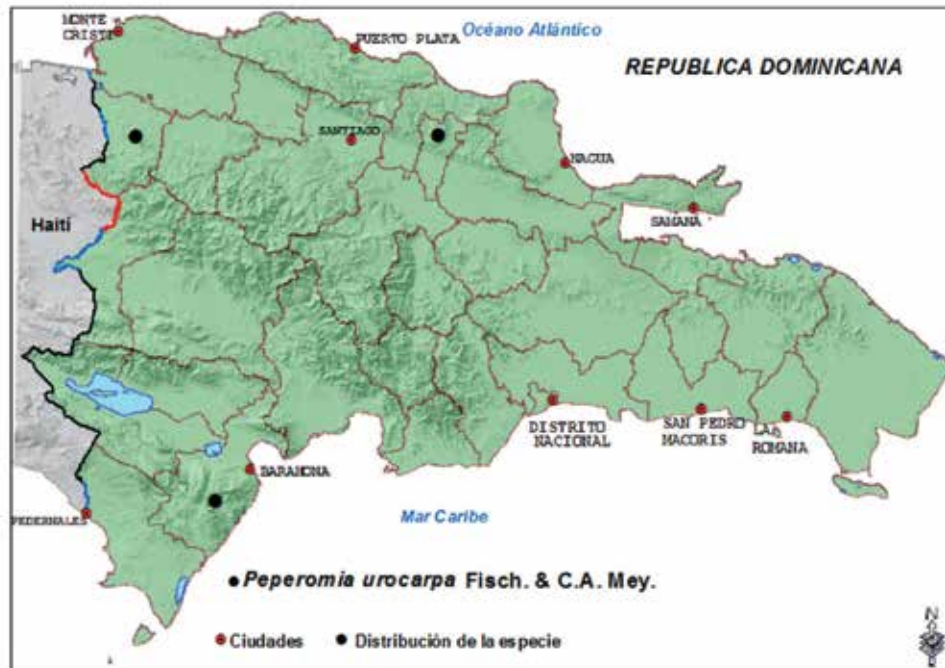 MONTE
CRISTI
PUERTO PLATA
Océano Atlántico
REPUBLICA DOMINICANA
SANTIAGO
NAGUA
SAMANA
Haití
DISTRITO
NACIONAL
SAN PEDRO
MACORIS
LA
ROMANA
BARAHONA
PEDERNALES
Mar Caribe
Peperomia urocarpa Fisch. & C.A. Mey.
Ciudades
Distribución de la especie
N